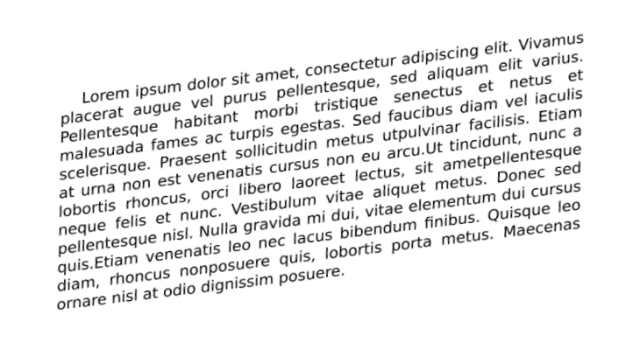 Lorem ipsum dolor sit amet, consectetur adipiscing elit. Vivamus
placerat augue vel purus pellentesque, sed aliquam elit varius.
Pellentesque habitant morbi tristique senectus et netus et
malesuada fames ac turpis egestas. Sed faucibus diam vel iaculis
scelerisque. Praesent sollicitudin metus utpulvinar facilisis. Etiam
at urna non est venenatis cursus non eu arcu.Ut tincidunt, nunc a
lobortis rhoncus, orci libero laoreet lectus, sit ametpellentesque
neque felis et nunc. Vestibulum vitae aliquet metus. Donec sed
pellentesque nisl. Nulla gravida mi dui, vitae elementum dui cursus
quis.Etiam venenatis leo nec lacus bibendum finibus. Quisque leo
diam, rhoncus nonposuere quis, lobortis porta metus. Maecenas
ornare nisl at odio dignissim posuere.